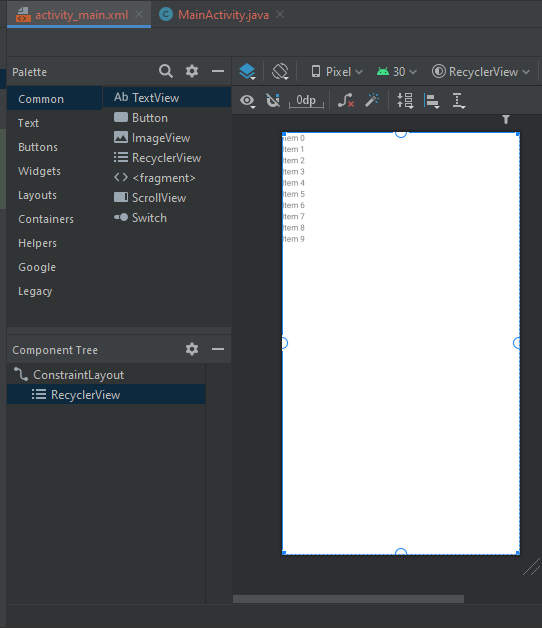 activity_main.xml
MainActivity.java
Palette
Pixel
30
RecyclerView
0dp
Common
Text
Buttons
Widgets
Layouts
Containers
Helpers
Google
Legacy
Ab TextView
Button
ImageView
RecyclerView
<fragment>
ScrollView
Switch
Component Tree
ConstraintLayout
RecyclerView
Item 0
Item 1
Item 2
Item 3
Item 4
Item 5
Item 6
Item 7
Item 8
Item 9